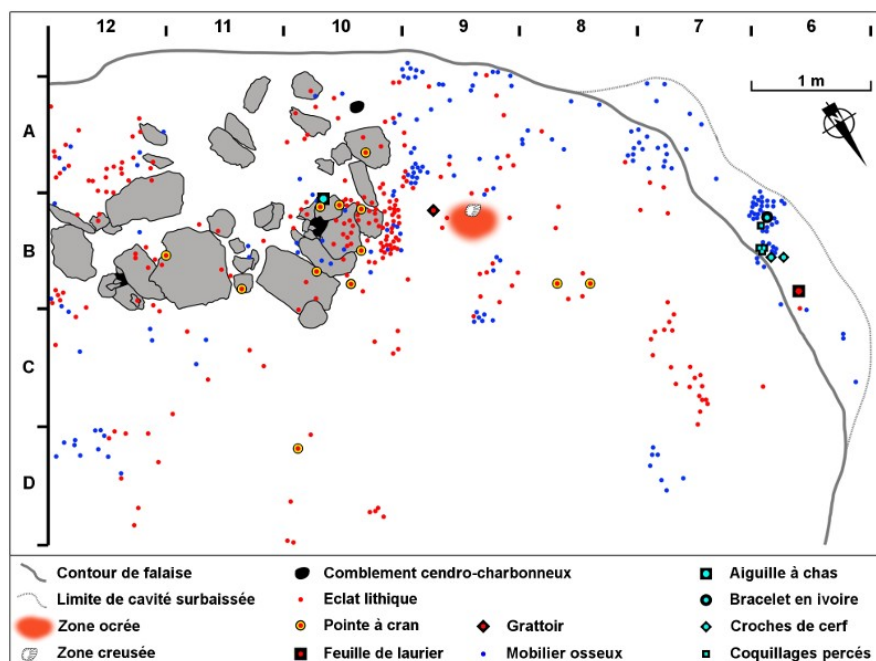 12 11 10 9 8 7 6
1 m
A
B
C
D
Contour de falaise
Limite de cavité surbaissée
Zone ocrée
Zone creusée
Comblement cendro-charbonneux
Eclat lithique
Pointe à cran
Feuille de laurier
Grattoir
Mobilier osseux
Aiguille à chas
Bracelet en ivoire
Croches de cerf
Coquillages percés